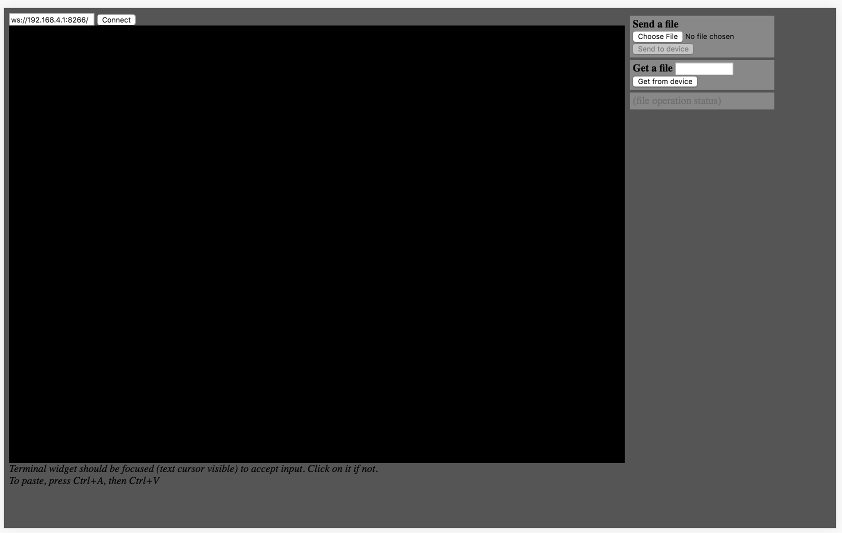 ws://192.168.4.1:8266/ Connect
Send a file
Choose File No file chosen
Send to device
Get a file
Get from device
(file operation status)
Terminal widget should be focused (text cursor visible) to accept input. Click on it if not.
To paste, press Ctrl+A, then Ctrl+V